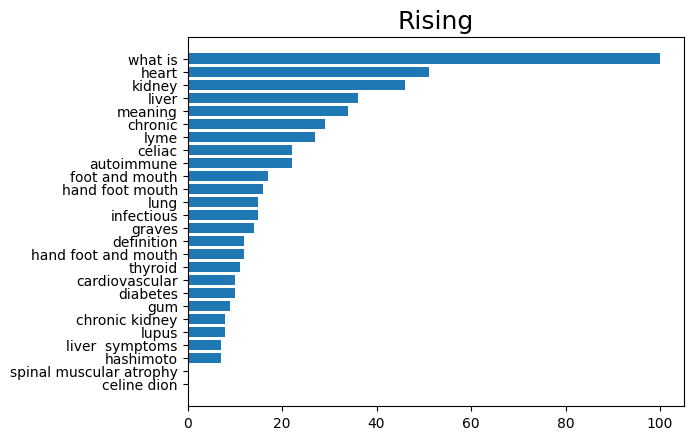 Rising
what is
heart
kidney
liver
meaning
chronic
lyme
celiac
autoimmune
foot and mouth
hand foot mouth
lung
infectious
graves
definition
hand foot and mouth
thyroid
cardiovascular
diabetes
gum
chronic kidney
lupus
liver  symptoms
hashimoto
spinal muscular atrophy
celine dion
0 20 40 60 80 100